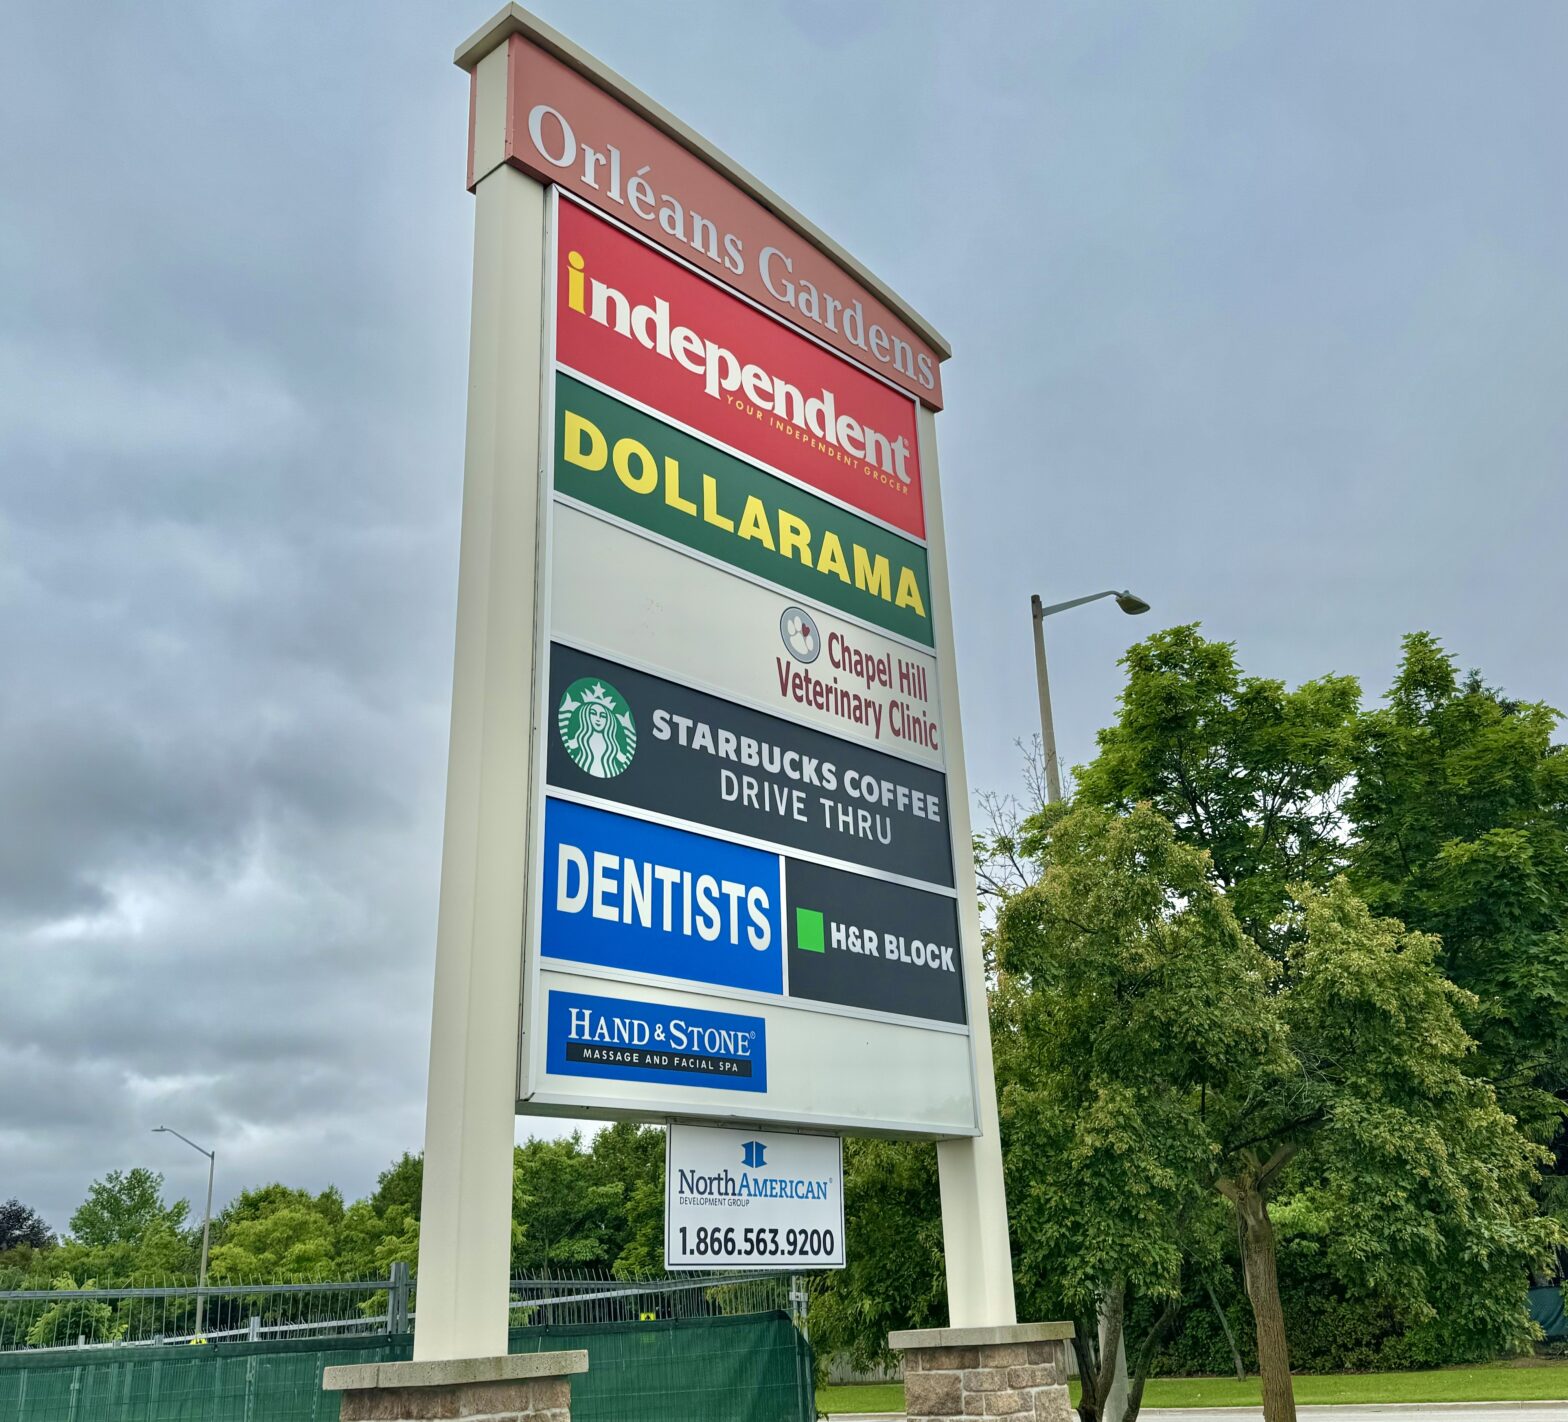 Orléans Gardens
independent
YOUR INDEPENDENT GROCER
DOLLARAMA
Chapel Hill
Veterinary Clinic
STARBUCKS COFFEE
DRIVE THRU
DENTISTS
H&R BLOCK
HAND & STONE®
MASSAGE AND FACIAL SPA
NorthAMERICAN®
DEVELOPMENT GROUP
1.866.563.9200